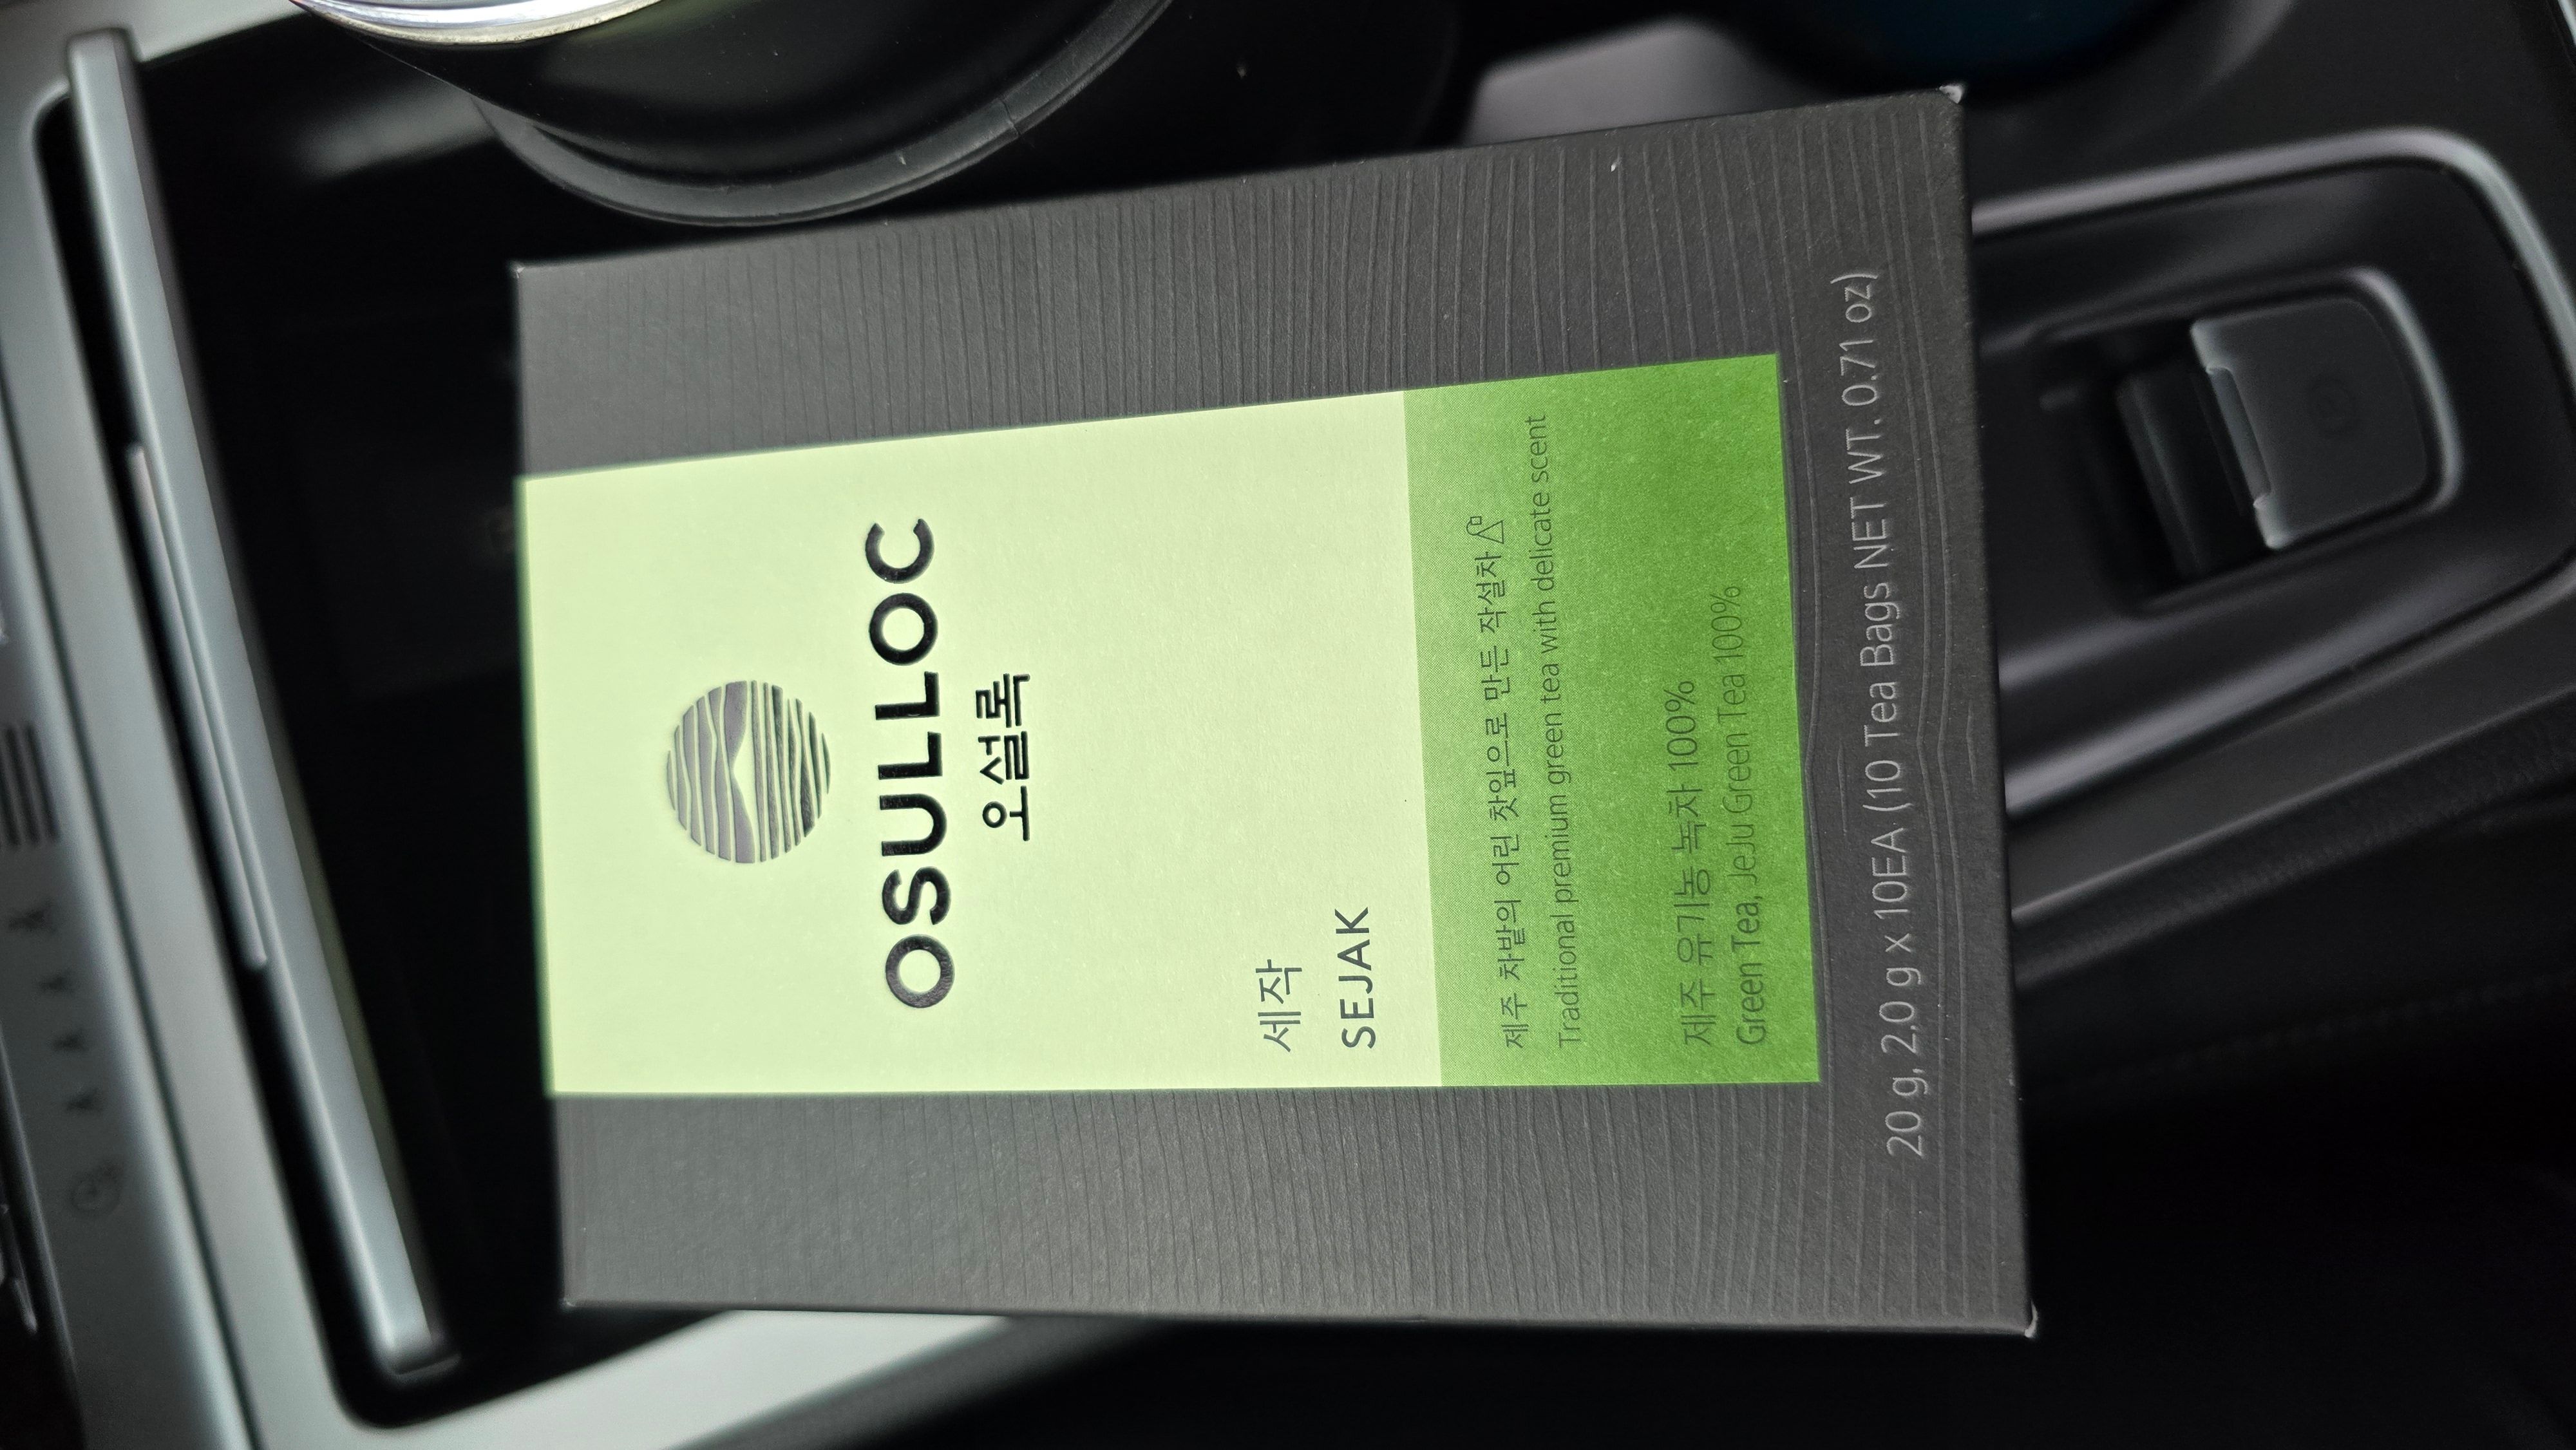 OSULLOC
오설록
세작
SEJAK
제주 차밭의 어린 찻잎으로 만든 작설차
Traditional premium green tea with delicate scent
제주 유기농 녹차 100%
Green Tea, JeJu Green Tea 100%
20 g, 2.0 g x 10EA (10 Tea Bags NET WT. 0.71 oz)